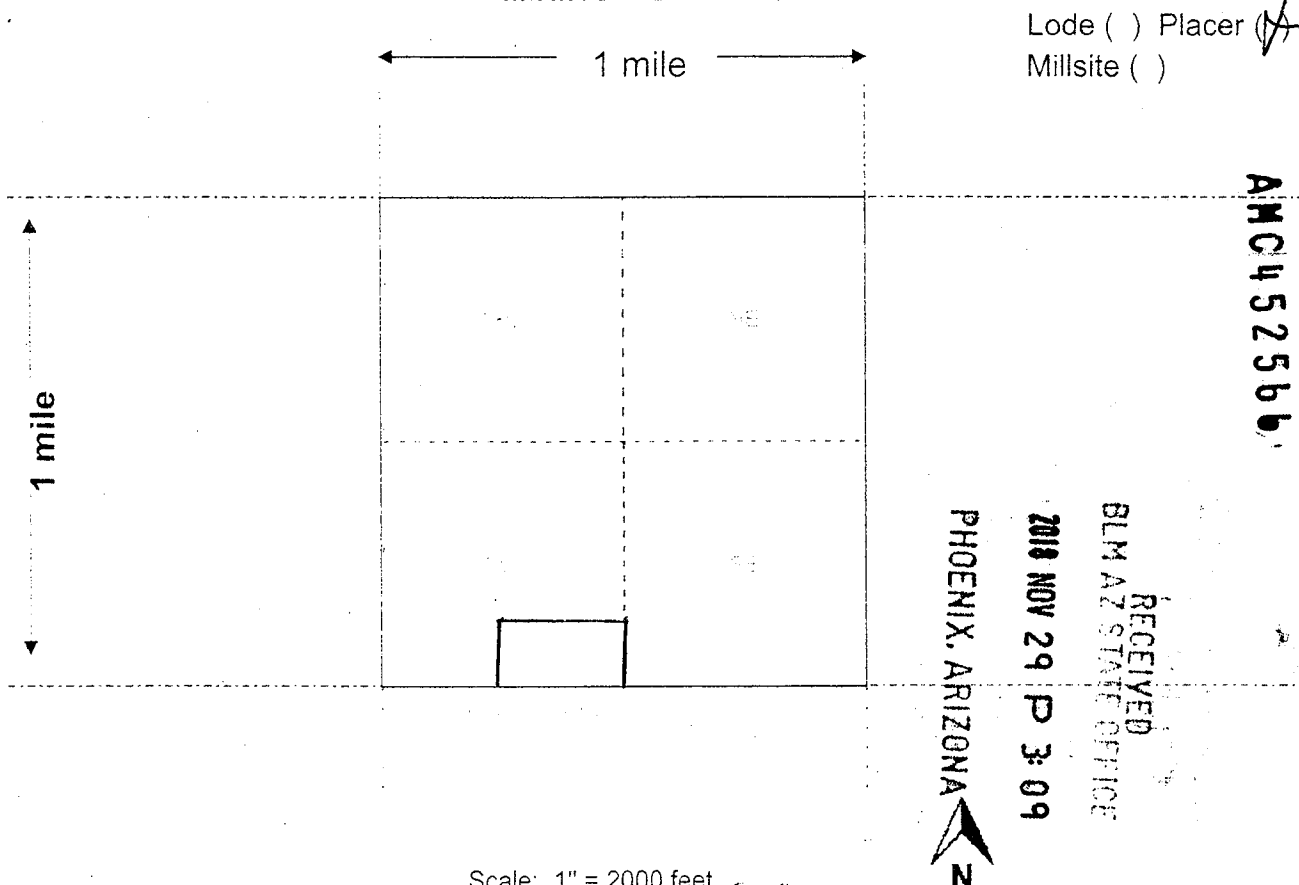 Lode ( ) Placer (X)
Millsite ( )
1 mile
1 mile
AMC452566
RECEIVED
BLM AZ STATE OFFICE
2018 NOV 29 P 3:09
PHOENIX, ARIZONA
N
Scale: 1" = 2000 feet